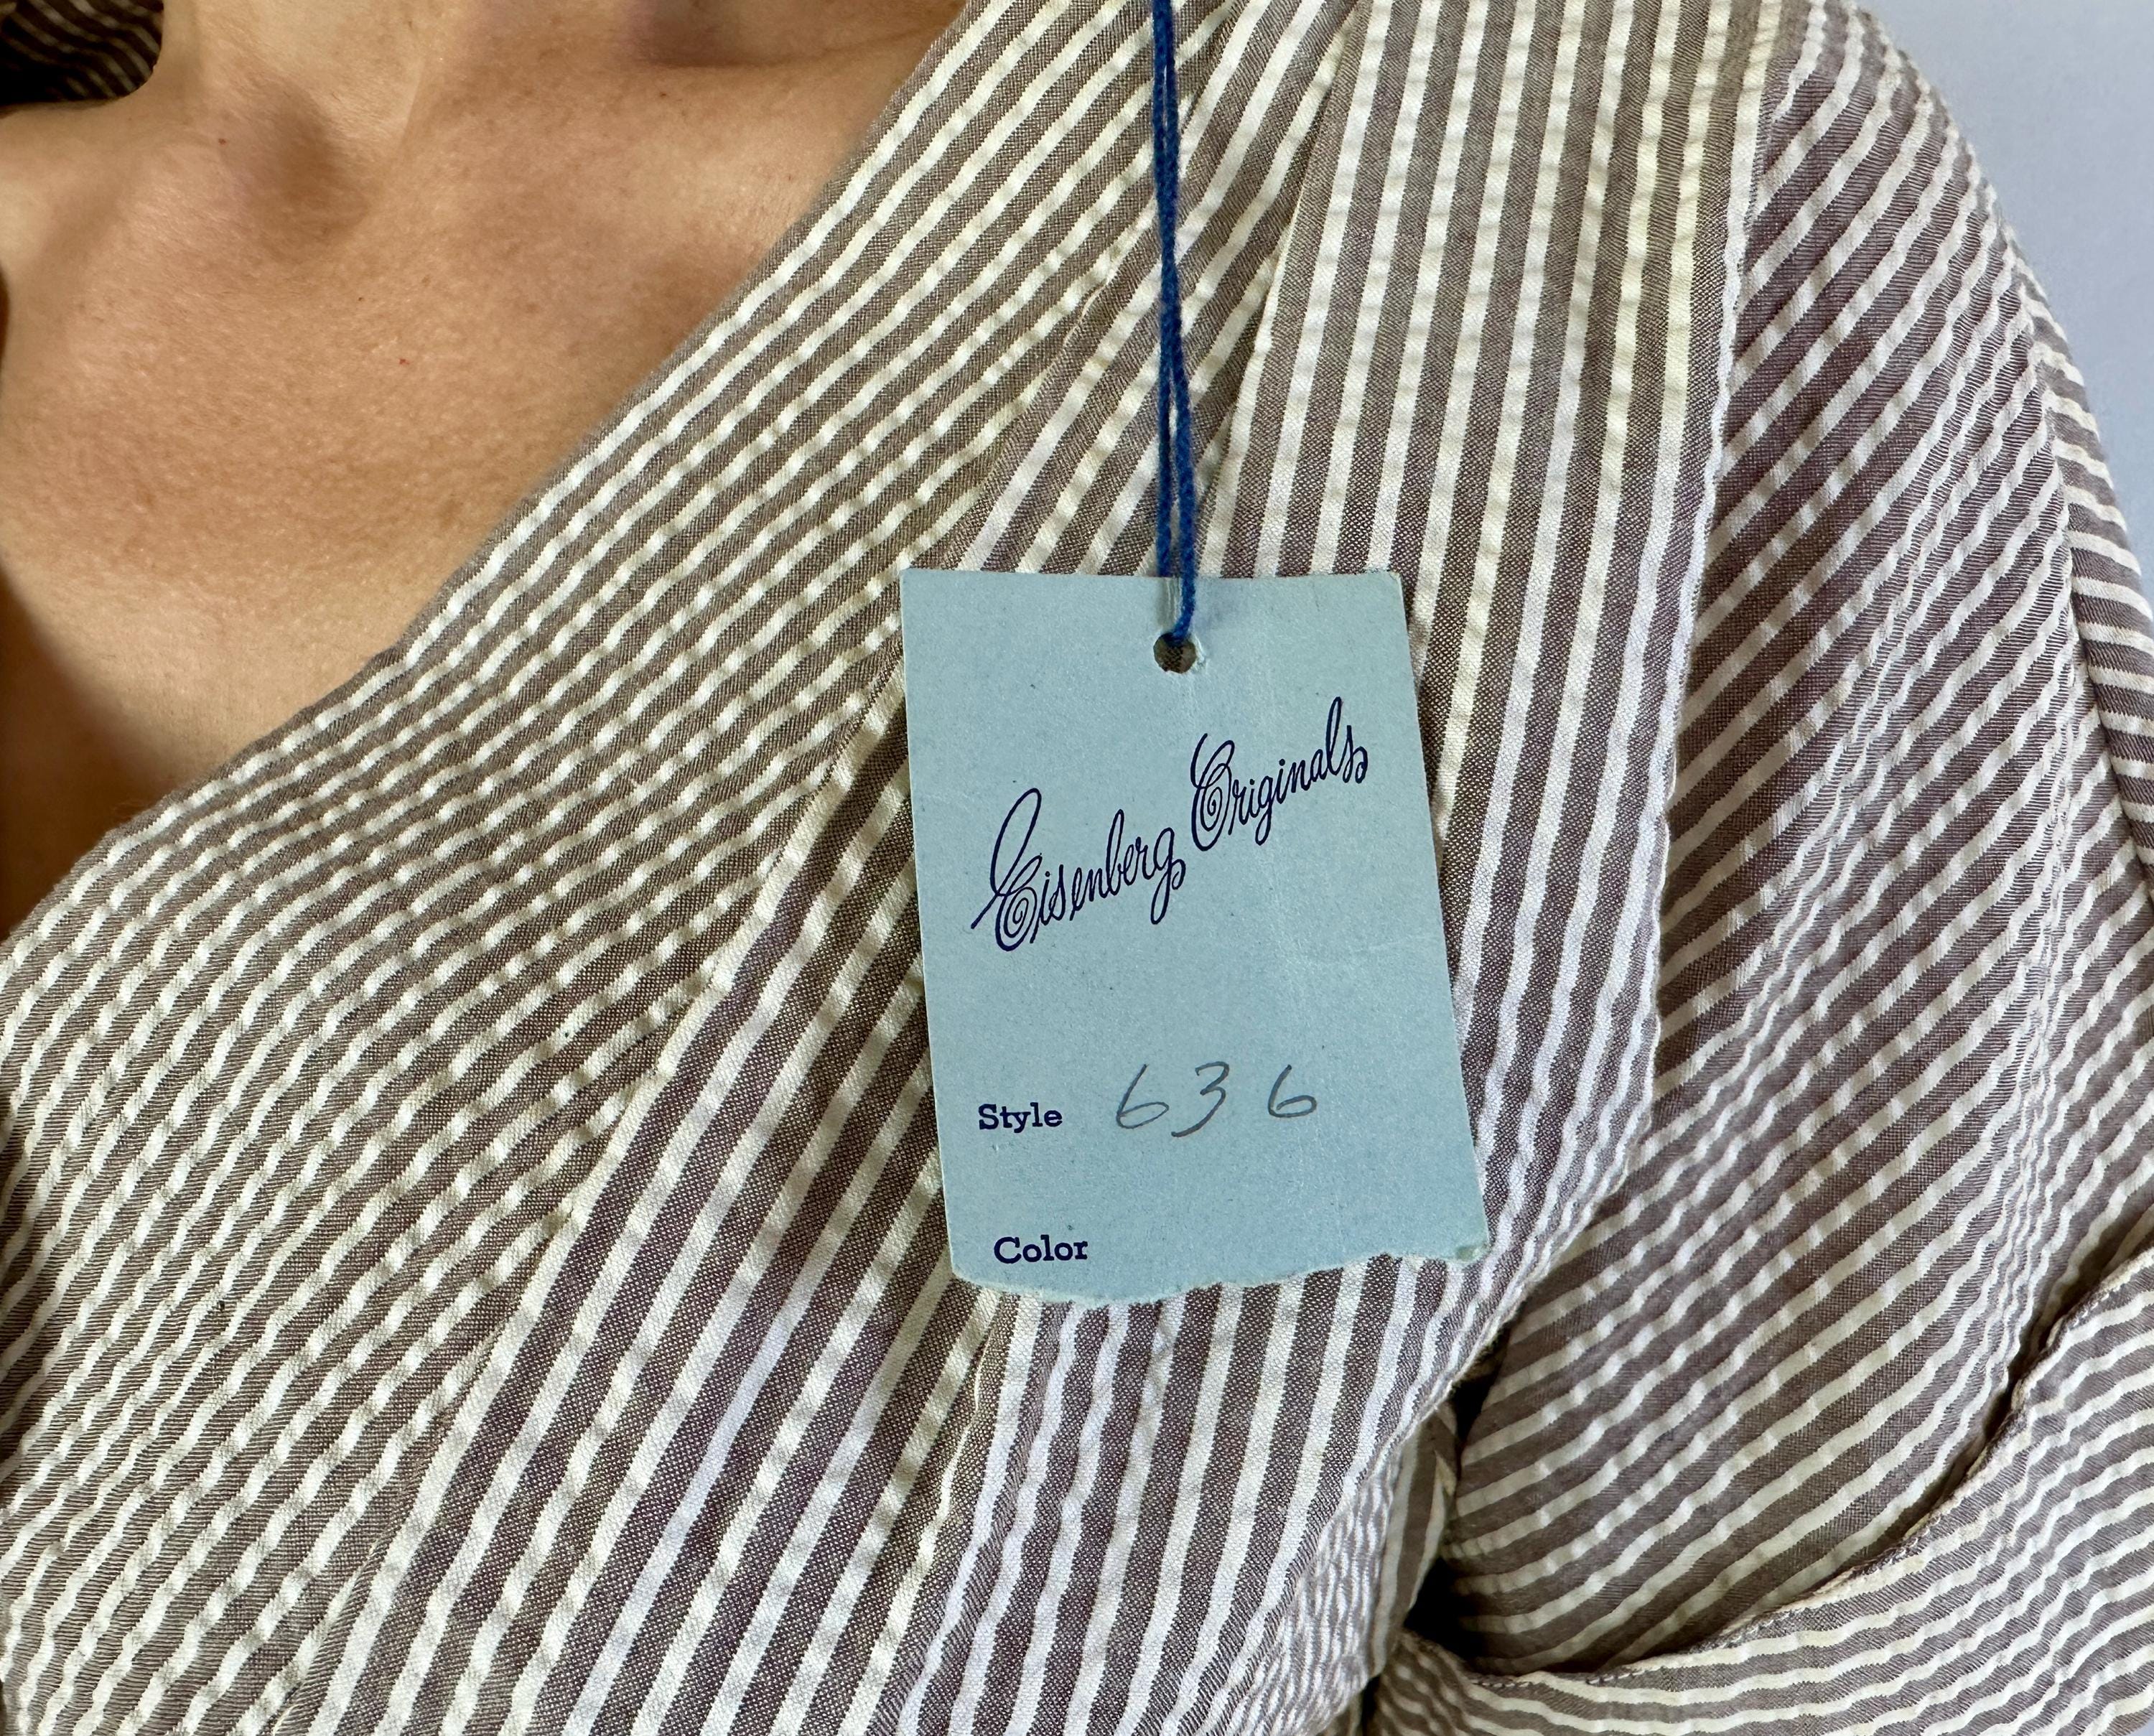 Eisenberg Originals
Style 636
Color